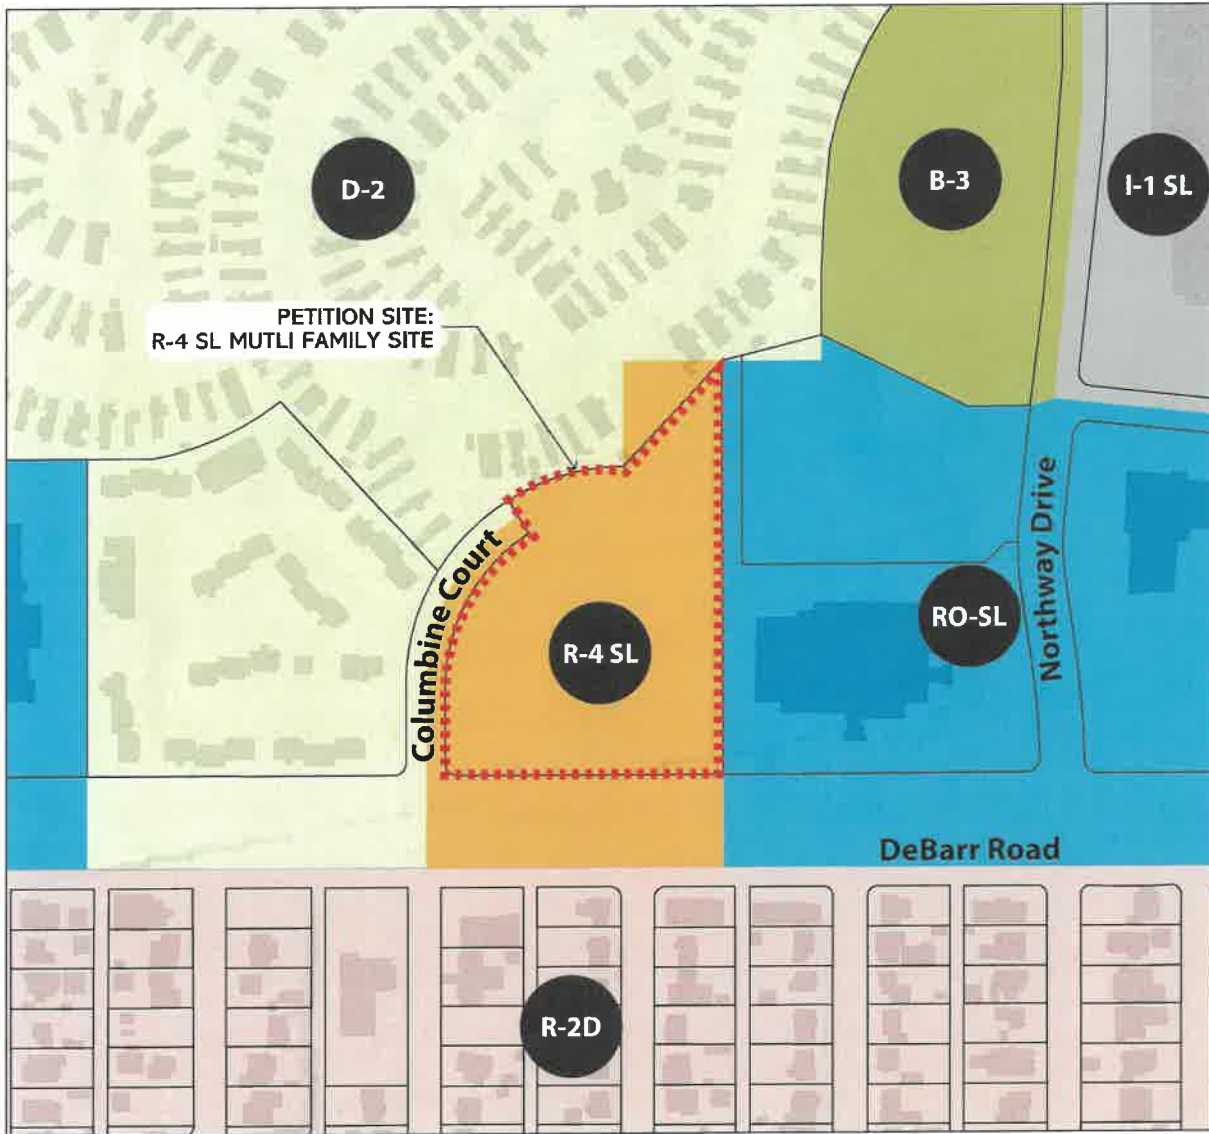 D-2
B-3
I-1 SL
PETITION SITE:
R-4 SL MUTLI FAMILY SITE
Columbine Court
Northway Drive
R-4 SL
RO-SL
DeBarr Road
R-2D